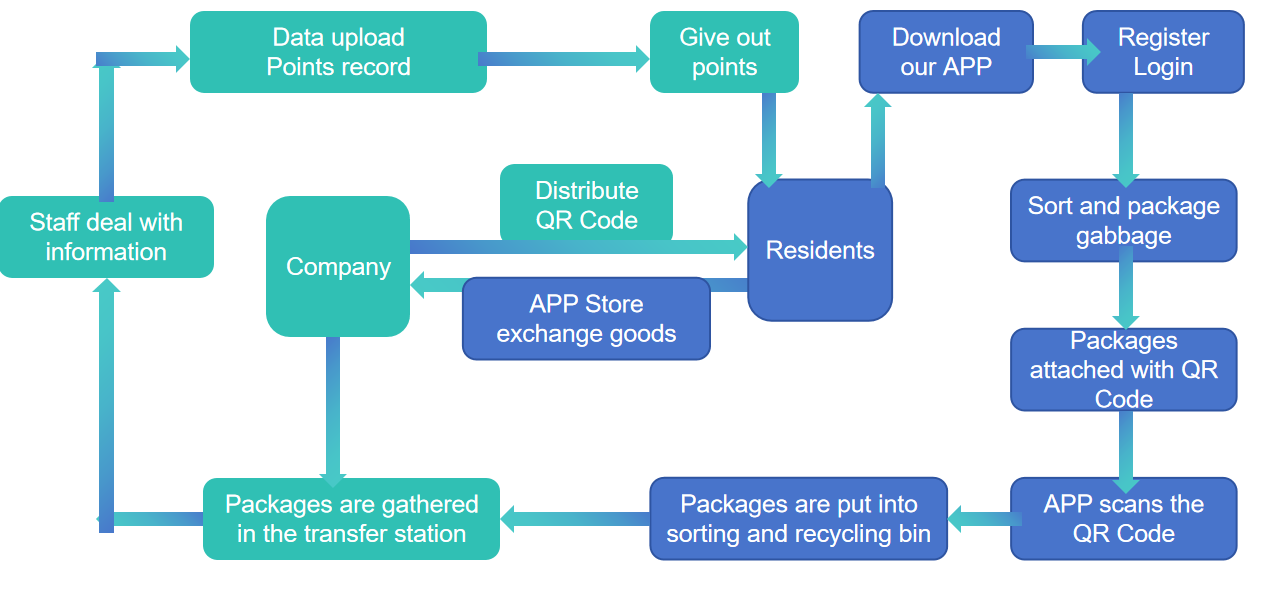 Data upload
Points record
Give out
points
Download
our APP
Register
Login
Staff deal with
information
Company
Distribute
QR Code
APP Store
exchange goods
Residents
Sort and package
gabbage
Packages
attached with QR
Code
Packages are gathered
in the transfer station
Packages are put into
sorting and recycling bin
APP scans the
QR Code